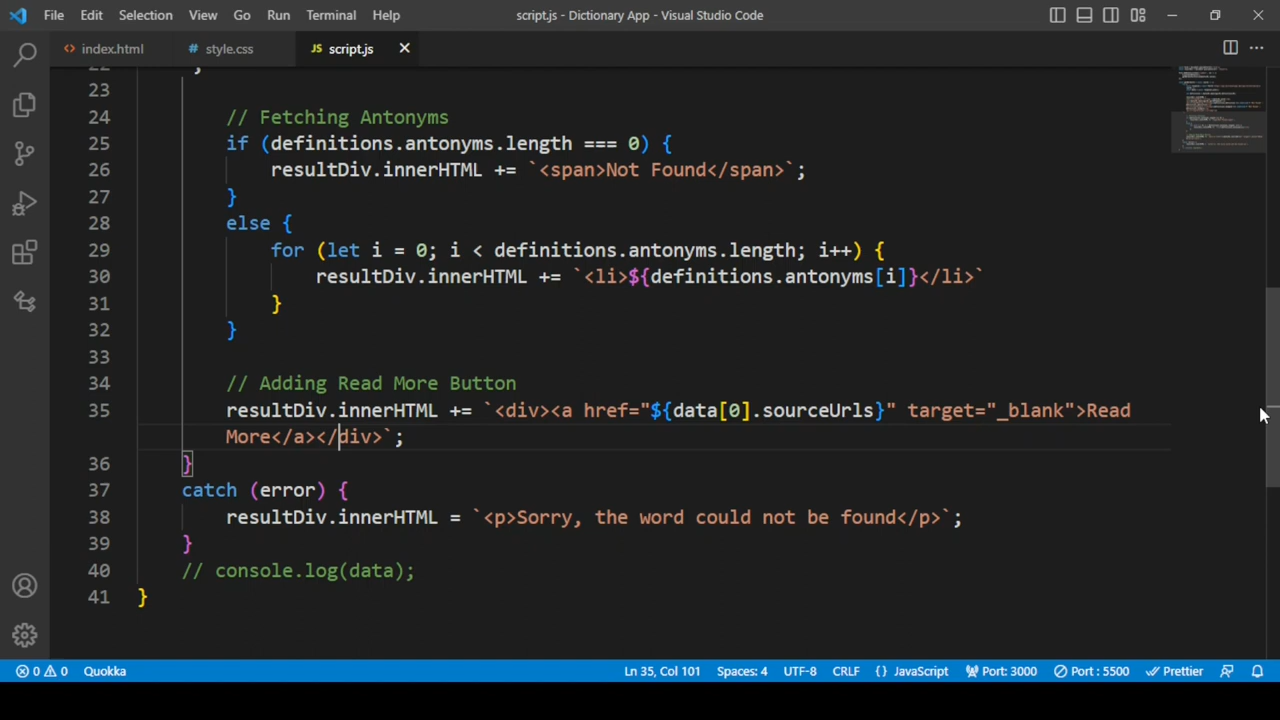 File Edit Selection View Go Run Terminal Help script.js - Dictionary App - Visual Studio Code
<> index.html # style.css JS script.js
22 ;
23
24 // Fetching Antonyms
25 if (definitions.antonyms.length === 0) {
26 resultDiv.innerHTML += `<span>Not Found</span>`;
27 }
28 else {
29 for (let i = 0; i < definitions.antonyms.length; i++) {
30 resultDiv.innerHTML += `<li>${definitions.antonyms[i]}</li>`
31 }
32 }
33
34 // Adding Read More Button
35 resultDiv.innerHTML += `<div><a href="${data[0].sourceUrls}" target="_blank">Read
More</a></div>`;
36 }
37 catch (error) {
38 resultDiv.innerHTML = `<p>Sorry, the word could not be found</p>`;
39 }
40 // console.log(data);
41 }
0 0 Quokka Ln 35, Col 101 Spaces: 4 UTF-8 CRLF {} JavaScript Port: 3000 Port : 5500 Prettier